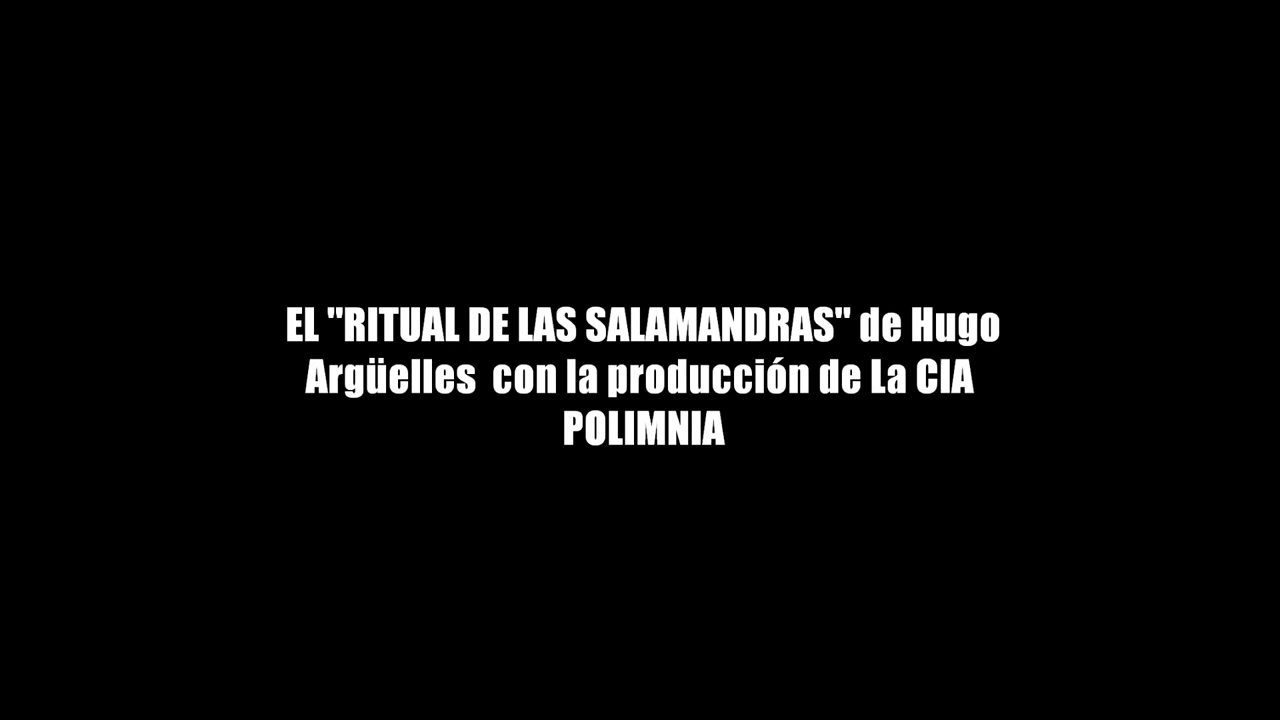 EL "RITUAL DE LAS SALAMANDRAS" de Hugo
Argüelles  con la producción de La CIA
POLIMNIA